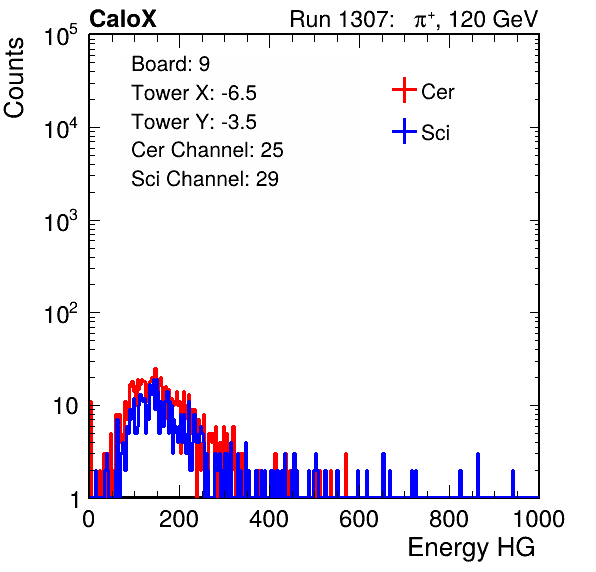 CaloX Run 1307: π⁺, 120 GeV
Counts
10⁵
10⁴
10³
10²
10
1
Board: 9
Tower X: -6.5
Tower Y: -3.5
Cer Channel: 25
Sci Channel: 29
Cer
Sci
0 200 400 600 800 1000
Energy HG